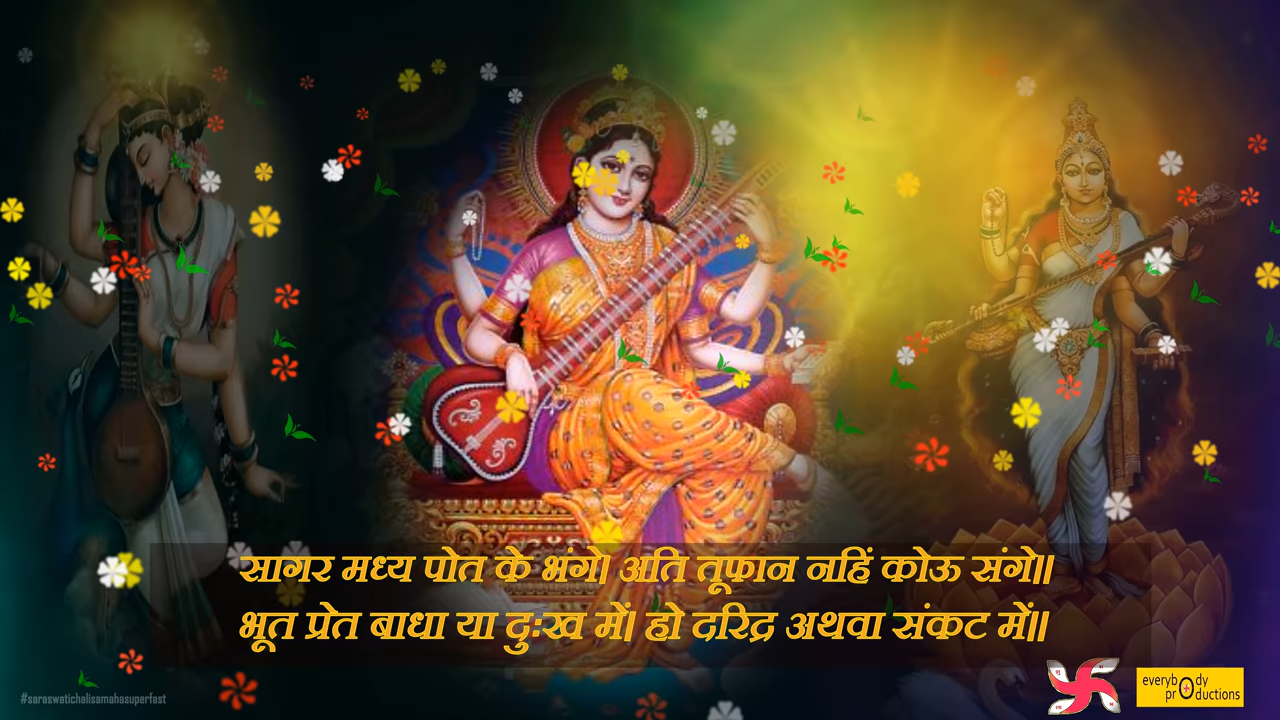 सागर मध्य पोत के भंगे। अति तूफान नहिं कोऊ संगे॥
भूत प्रेत बाधा या दुःख में। हो दरिद्र अथवा संकट में॥
#saraswatichalisamahasuperfast
everybody
productions